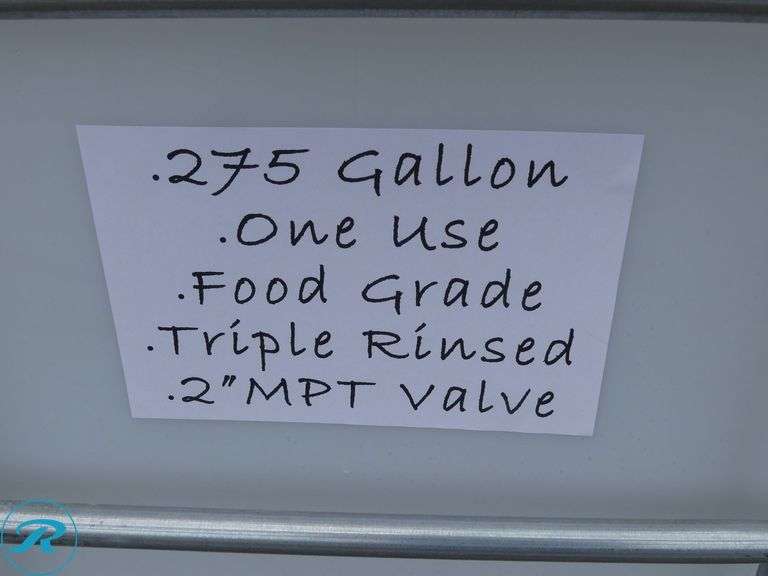 .275 Gallon
.One Use
.Food Grade
.Triple Rinsed
.2"MPT Valve
R